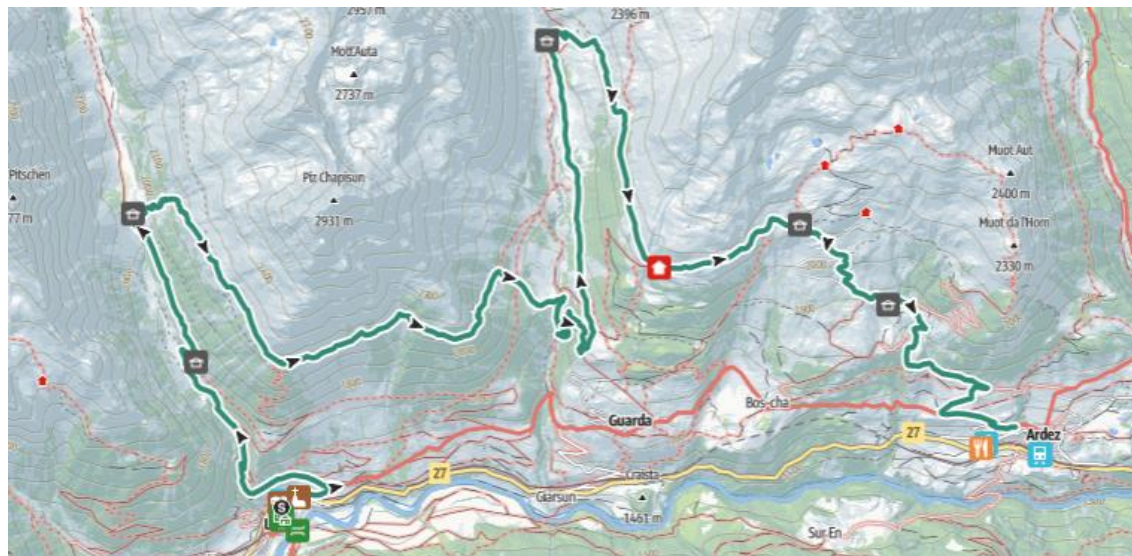 2957 m
2396 m
Mott'Auta
2737 m
Pitschen
77 m
Piz Chapisun
2931 m
Muot Aut
2400 m
Muot da l'Hom
2330 m
Guarda
Bos-cha
27
Ardez
27
Giarsun
Craista
1461 m
Sur En
S